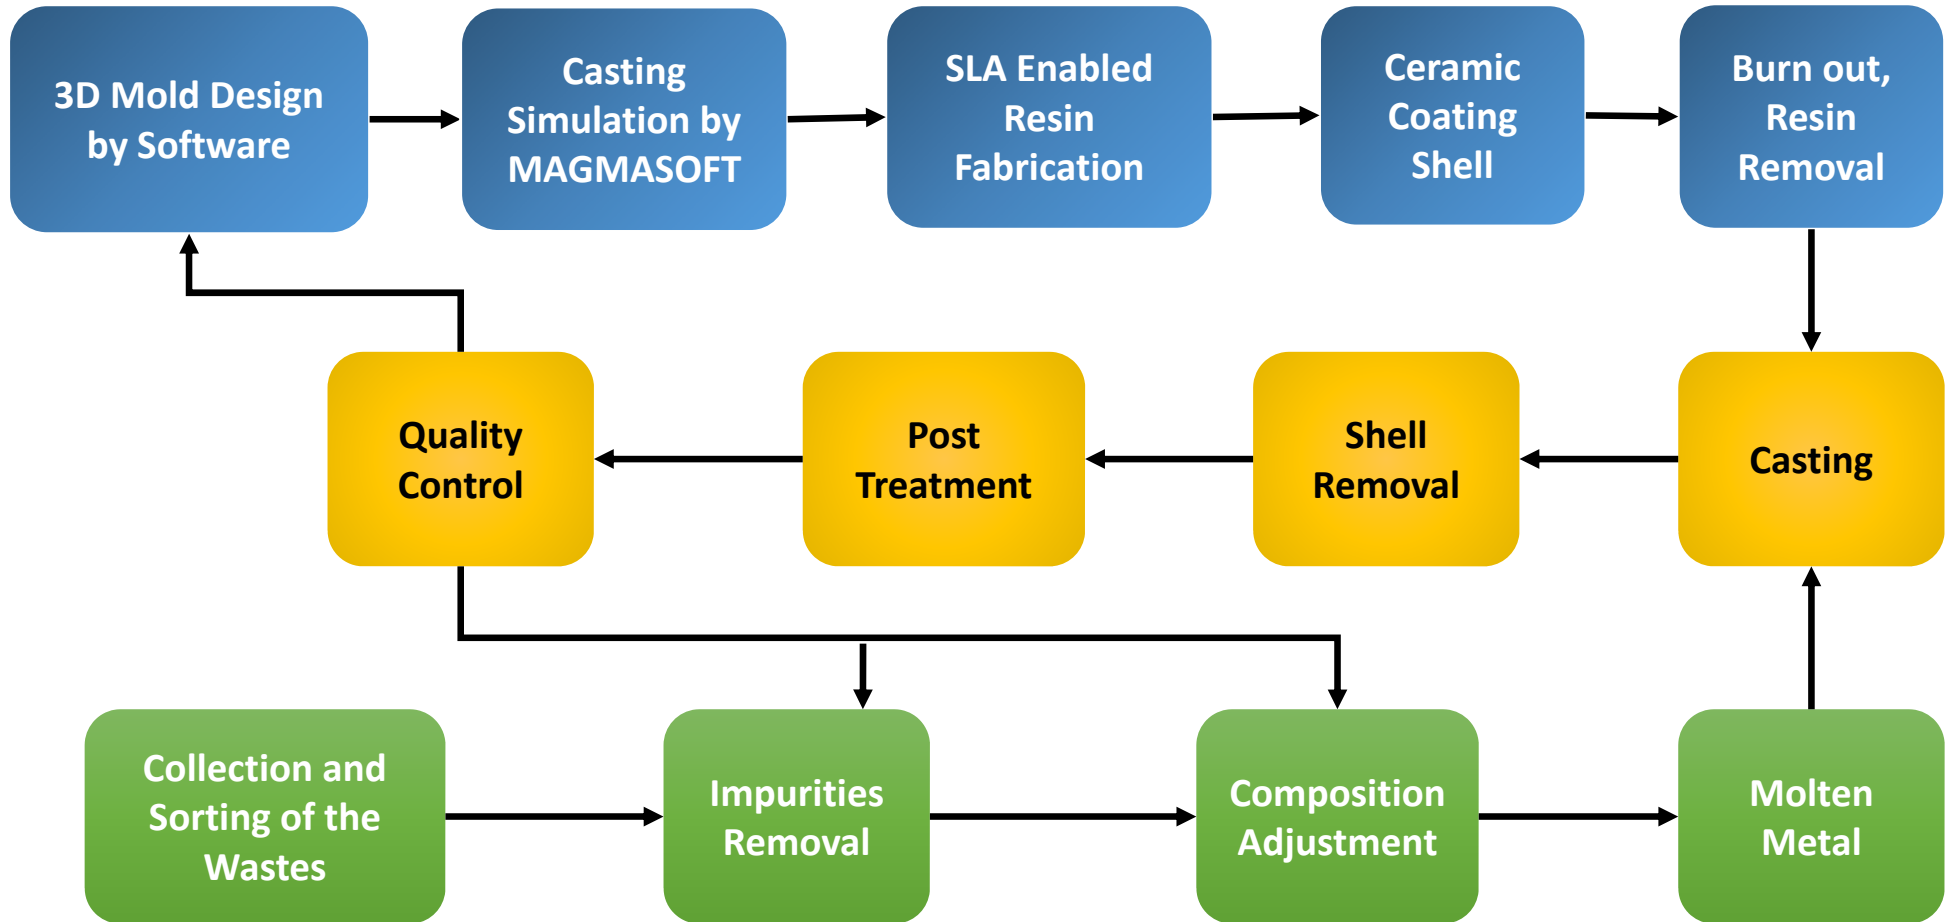 3D Mold Design
by Software
Casting
Simulation by
MAGMASOFT
SLA Enabled
Resin
Fabrication
Ceramic
Coating
Shell
Burn out,
Resin
Removal
Quality
Control
Post
Treatment
Shell
Removal
Casting
Collection and
Sorting of the
Wastes
Impurities
Removal
Composition
Adjustment
Molten
Metal